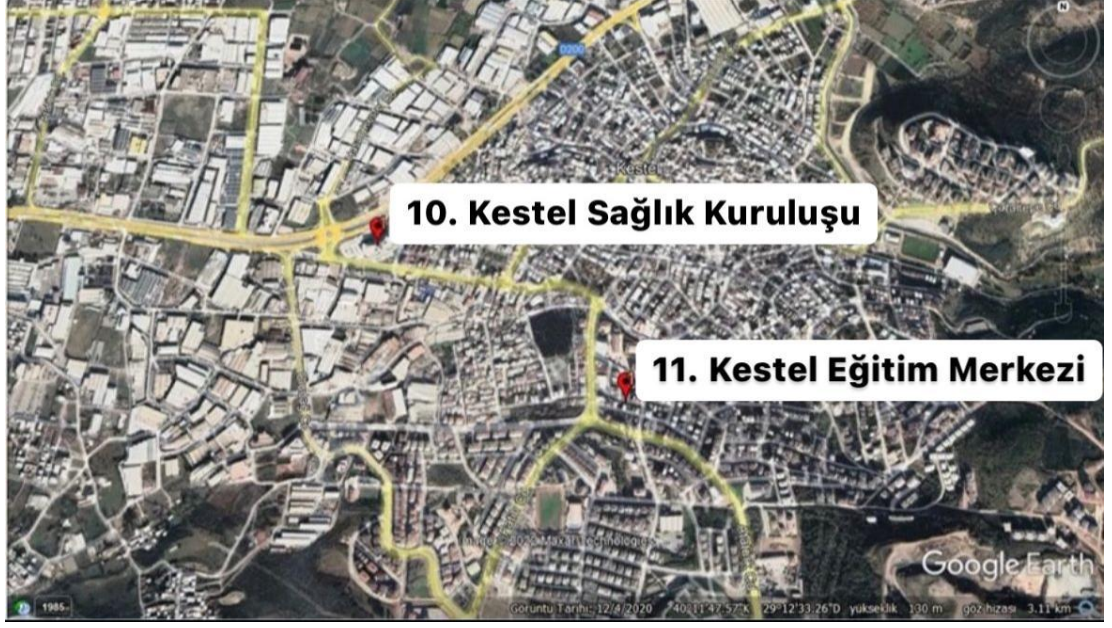 D200
Kestel
10. Kestel Sağlık Kuruluşu
11. Kestel Eğitim Merkezi
Google Earth
1985
Görüntü Tarihi: 12/4/2020 40°11'47.57"K 29°12'33.26"D yükseklik 130 m göz hizası 3.11 km